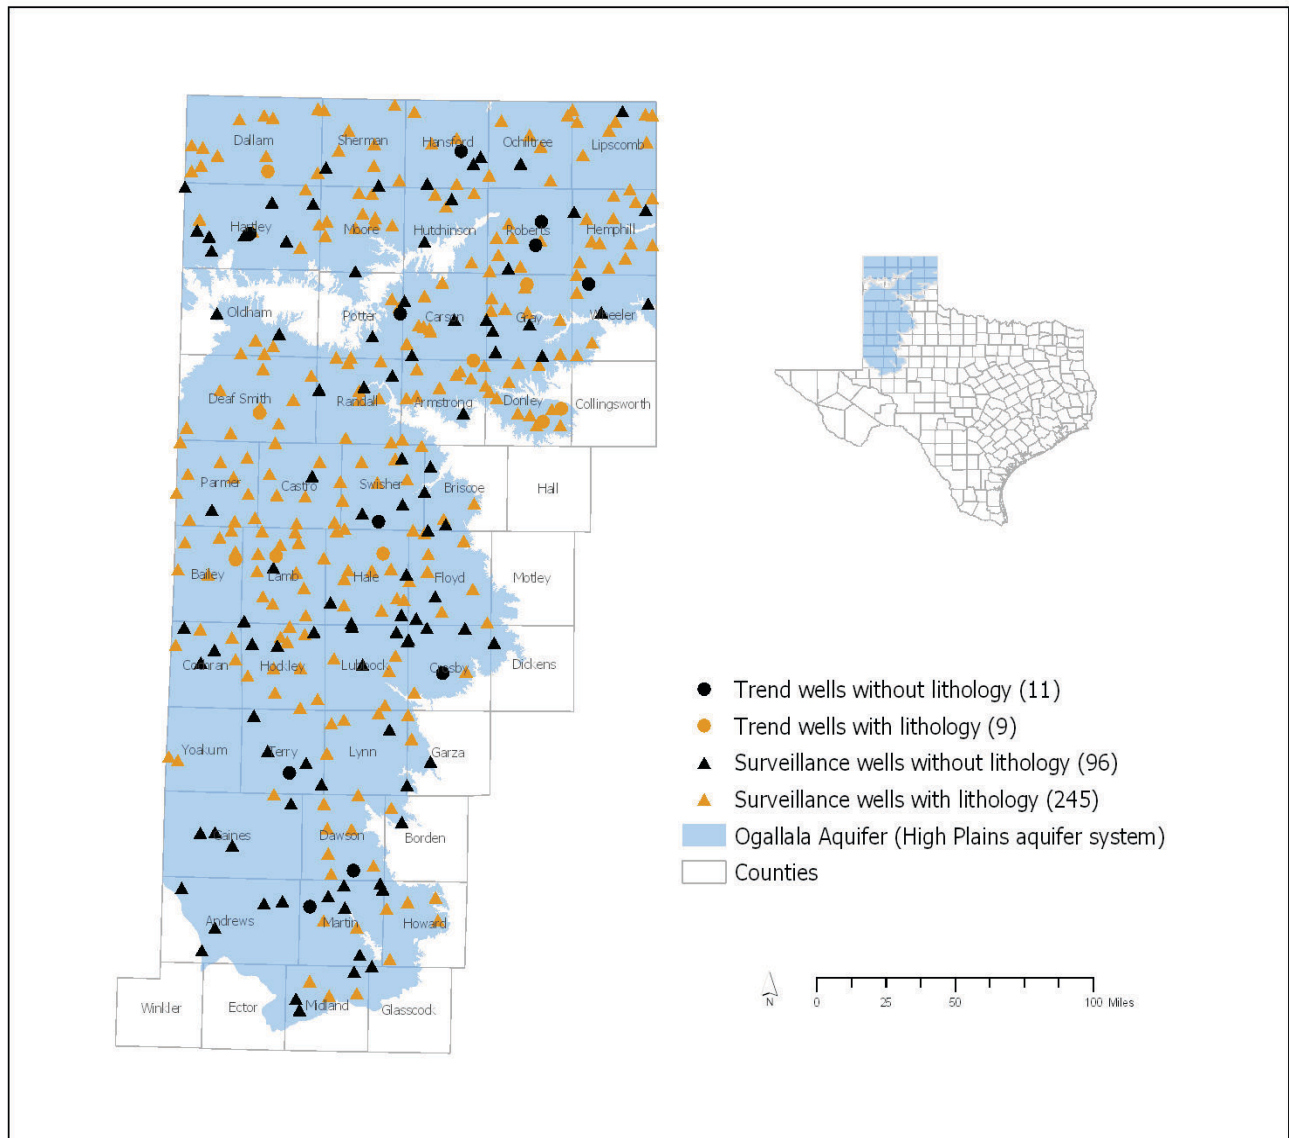 Dallam
Sherman
Hansford
Ochiltree
Lipscomb
Hartley
Moore
Hutchinson
Roberts
Hemphill
Oldham
Potter
Carson
Gray
Wheeler
Deaf Smith
Randall
Armstrong
Donley
Collingsworth
Parmer
Castro
Swisher
Briscoe
Hall
Bailey
Lamb
Hale
Floyd
Motley
Cochran
Hockley
Lubbock
Crosby
Dickens
Yoakum
Terry
Lynn
Garza
Gaines
Dawson
Borden
Andrews
Martin
Howard
Winkler
Ector
Midland
Glasscock
Trend wells without lithology (11)
Trend wells with lithology (9)
Surveillance wells without lithology (96)
Surveillance wells with lithology (245)
Ogallala Aquifer (High Plains aquifer system)
Counties
N
0 25 50 100 Miles